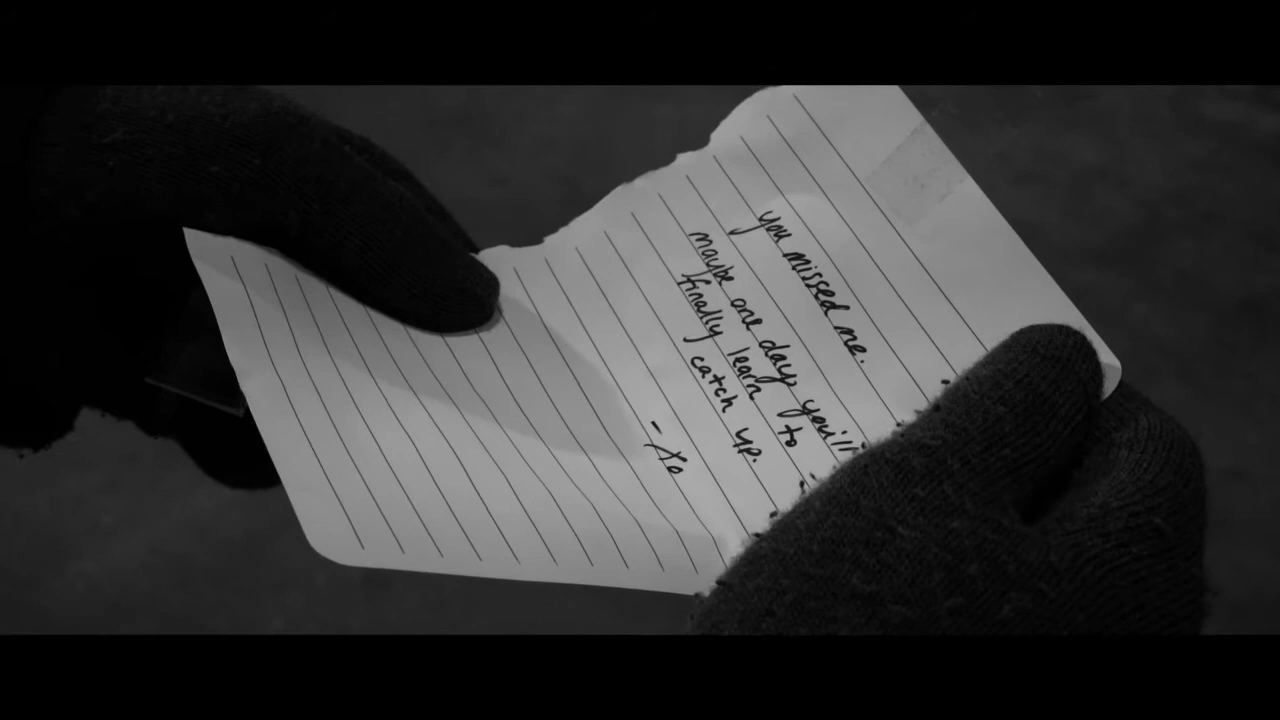 you missed me.
maybe one day, you'll
finally learn to
catch up.
- Xo